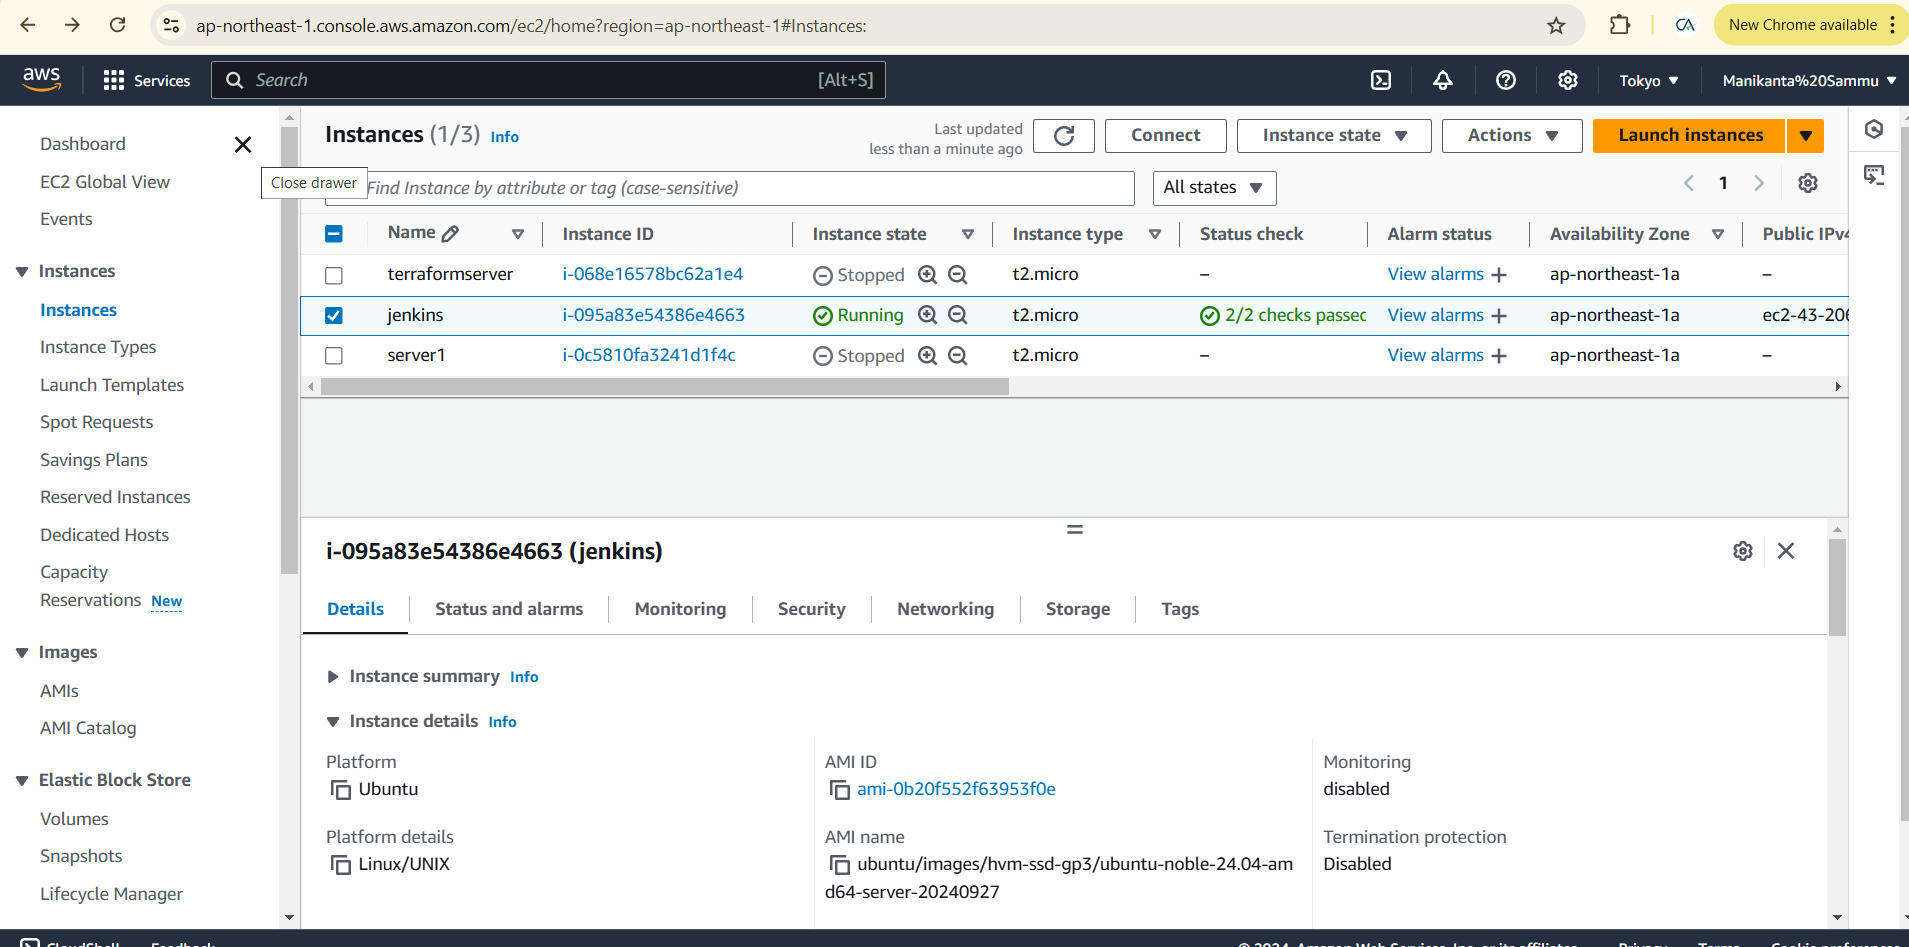 ap-northeast-1.console.aws.amazon.com/ec2/home?region=ap-northeast-1#Instances:
CA
New Chrome available
aws
Services
Search
[Alt+S]
Tokyo
Manikanta%20Sammu
Dashboard
EC2 Global View
Events
Instances
Instances
Instance Types
Launch Templates
Spot Requests
Savings Plans
Reserved Instances
Dedicated Hosts
Capacity
Reservations New
Images
AMIs
AMI Catalog
Elastic Block Store
Volumes
Snapshots
Lifecycle Manager
Close drawer
Instances (1/3) Info
Last updated
less than a minute ago
Connect
Instance state
Actions
Launch instances
Find Instance by attribute or tag (case-sensitive)
All states
1
Name Instance ID Instance state Instance type Status check Alarm status Availability Zone Public IPv4
terraformserver i-068e16578bc62a1e4 Stopped t2.micro – View alarms ap-northeast-1a –
jenkins i-095a83e54386e4663 Running t2.micro 2/2 checks passed View alarms ap-northeast-1a ec2-43-206
server1 i-0c5810fa3241d1f4c Stopped t2.micro – View alarms ap-northeast-1a –
i-095a83e54386e4663 (jenkins)
Details Status and alarms Monitoring Security Networking Storage Tags
Instance summary Info
Instance details Info
Platform
Ubuntu
AMI ID
ami-0b20f552f63953f0e
Monitoring
disabled
Platform details
Linux/UNIX
AMI name
ubuntu/images/hvm-ssd-gp3/ubuntu-noble-24.04-am
d64-server-20240927
Termination protection
Disabled
CloudShell Feedback
© 2024, Amazon Web Services, Inc. or its affiliates. Privacy Terms Cookie preferences